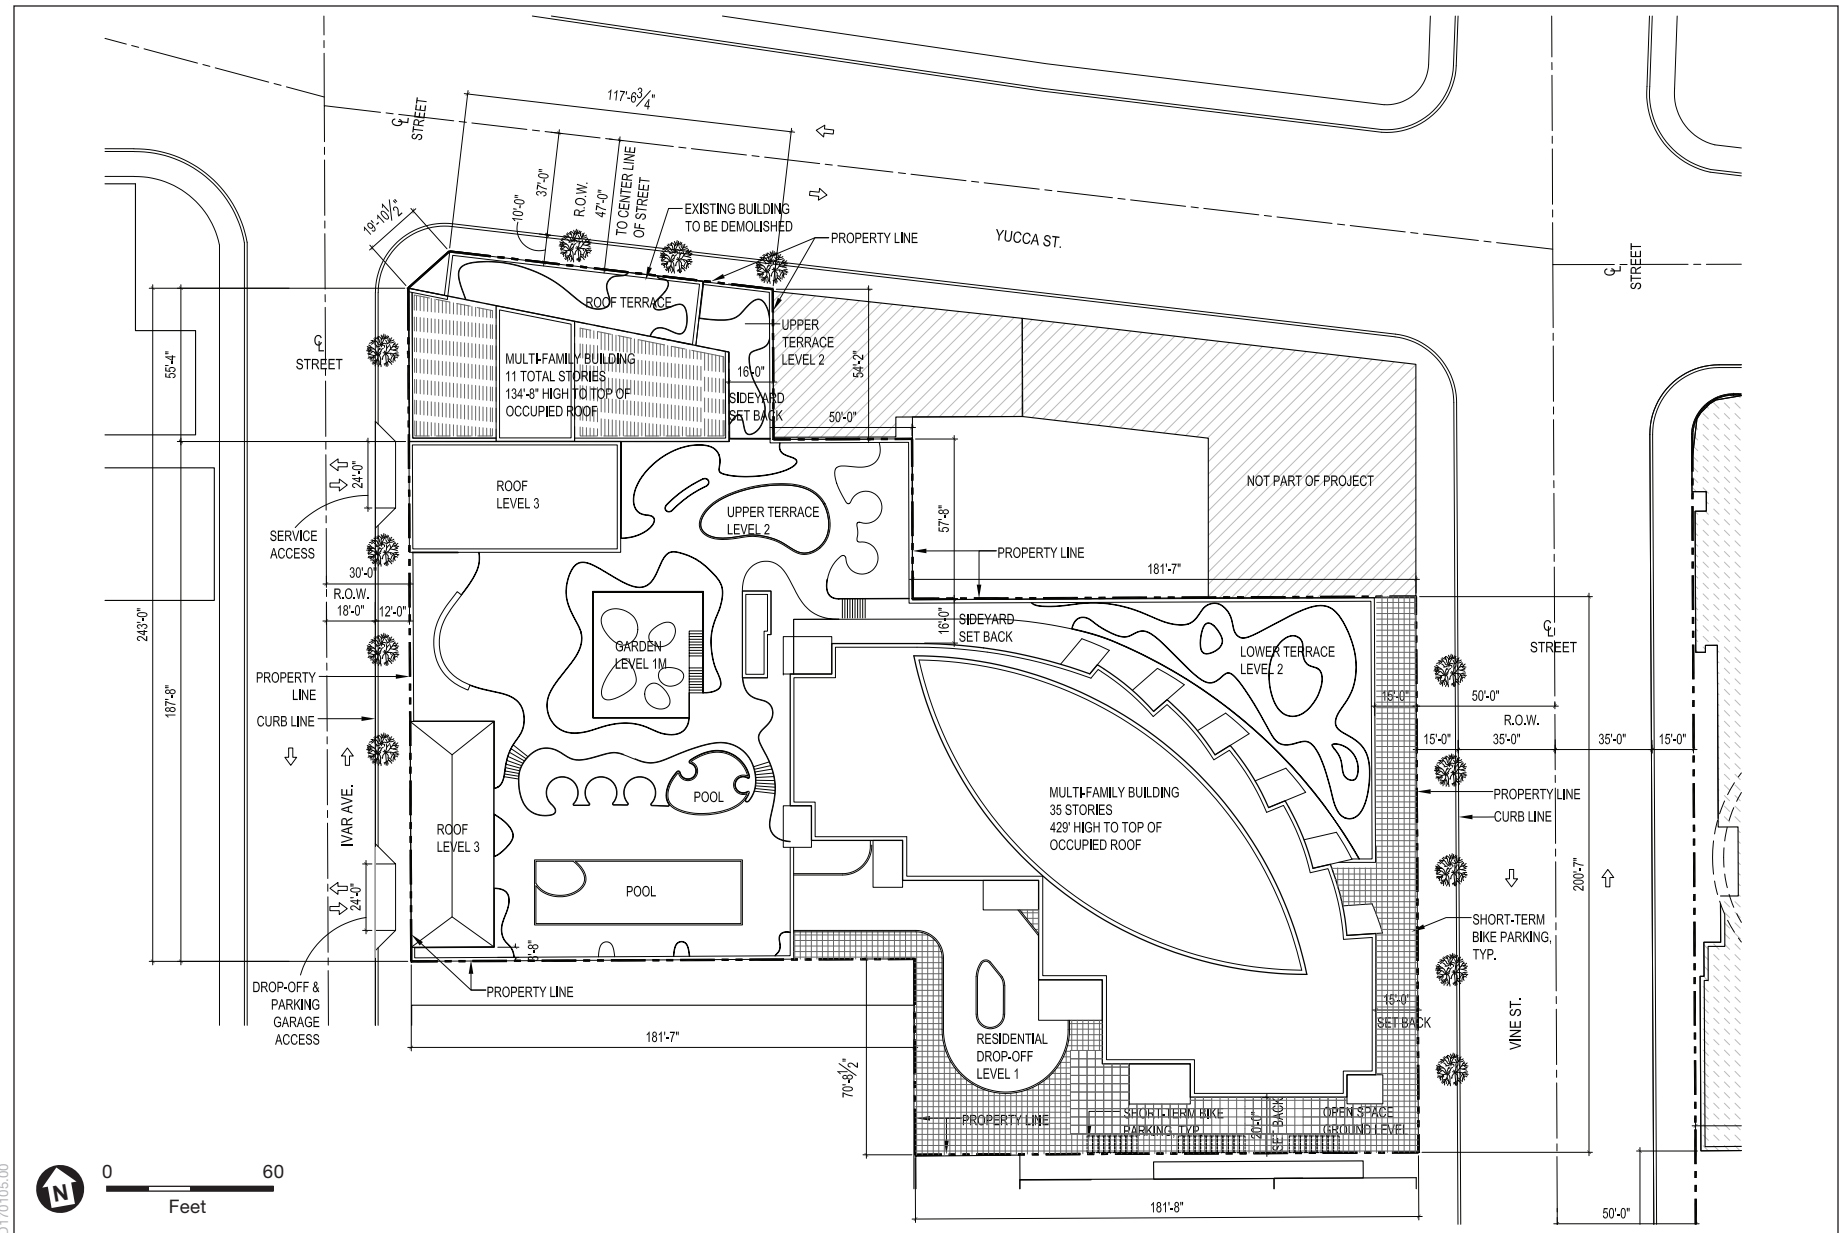 117'-6 3/4"
C/L
STREET
19'-10 1/2"
10'-0"
37'-0"
R.O.W.
47'-0"
TO CENTER LINE
OF STREET
EXISTING BUILDING
TO BE DEMOLISHED
PROPERTY LINE
YUCCA ST.
C/L
STREET
ROOF TERRACE
UPPER
TERRACE
LEVEL 2
C/L
STREET
55'-4"
MULTI-FAMILY BUILDING
11 TOTAL STORIES
134'-8" HIGH TO TOP OF
OCCUPIED ROOF
16'-0"
SIDEYARD
SET BACK
54'-2"
50'-0"
24'-0"
ROOF
LEVEL 3
UPPER TERRACE
LEVEL 2
57'-8"
NOT PART OF PROJECT
SERVICE
ACCESS
PROPERTY LINE
181'-7"
30'-0"
R.O.W.
18'-0"
12'-0"
243'-0"
16'-0"
SIDEYARD
SET BACK
GARDEN
LEVEL 1M
LOWER TERRACE
LEVEL 2
C/L
STREET
PROPERTY
LINE
187'-8"
CURB LINE
15'-0"
50'-0"
R.O.W.
15'-0"
35'-0"
35'-0"
15'-0"
IVAR AVE.
POOL
MULTI-FAMILY BUILDING
35 STORIES
429' HIGH TO TOP OF
OCCUPIED ROOF
PROPERTY LINE
CURB LINE
ROOF
LEVEL 3
24'-0"
POOL
200'-7"
SHORT-TERM
BIKE PARKING,
TYP.
DROP-OFF &
PARKING
GARAGE
ACCESS
PROPERTY LINE
15'-0"
SET BACK
VINE ST.
181'-7"
RESIDENTIAL
DROP-OFF
LEVEL 1
70'-8 1/2"
PROPERTY LINE
SHORT-TERM BIKE
PARKING, TYP.
20'-0"
SET BACK
OPEN SPACE
GROUND LEVEL
N
0 60
Feet
181'-8"
50'-0"
D170105.00